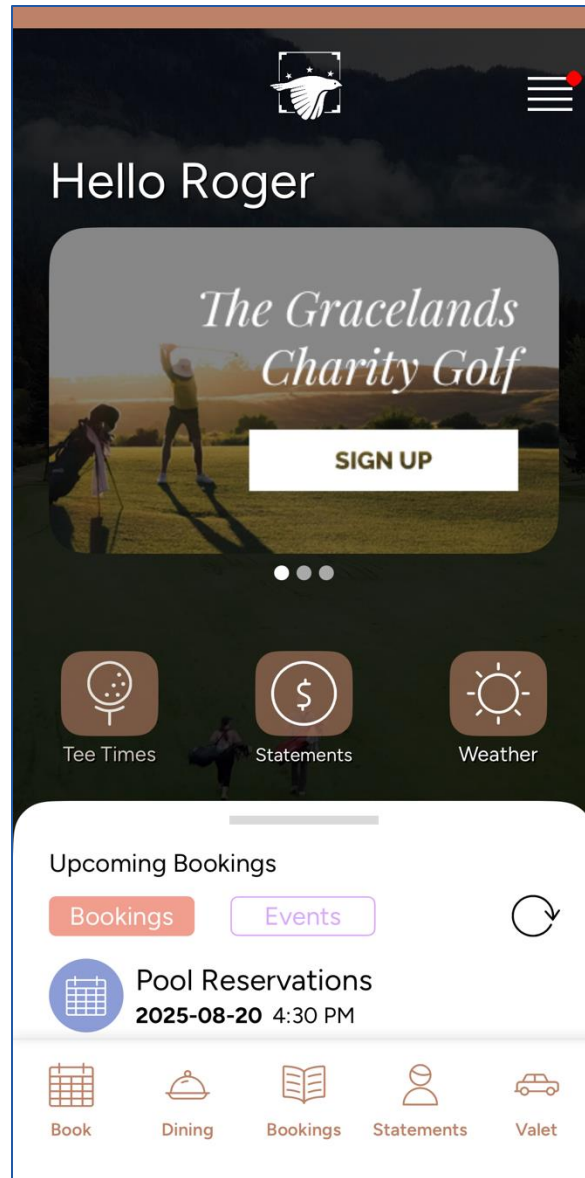 Hello Roger
The Gracelands
Charity Golf
SIGN UP
Tee Times
Statements
Weather
Upcoming Bookings
Bookings
Events
Pool Reservations
2025-08-20 4:30 PM
Book
Dining
Bookings
Statements
Valet